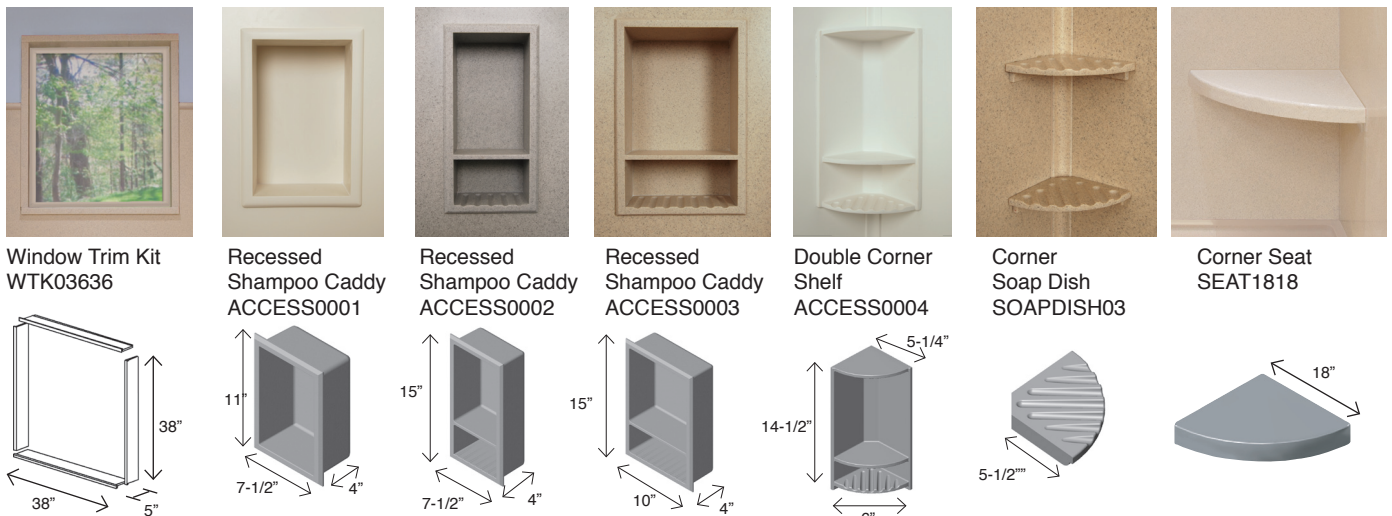 Window Trim Kit
WTK03636
Recessed
Shampoo Caddy
ACCESS0001
Recessed
Shampoo Caddy
ACCESS0002
Recessed
Shampoo Caddy
ACCESS0003
Double Corner
Shelf
ACCESS0004
Corner
Soap Dish
SOAPDISH03
Corner Seat
SEAT1818
38”
38”
5”
11”
7-1/2”
4”
15”
7-1/2”
4”
15”
10”
4”
5-1/4”
14-1/2”
5-1/2””
18”